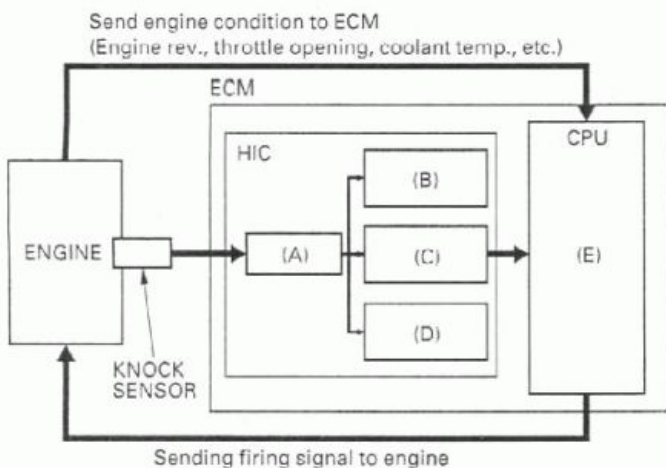 Send engine condition to ECM
(Engine rev., throttle opening, coolant temp., etc.)
ECM
CPU
HIC
(B)
ENGINE
(A)
(C)
(E)
(D)
KNOCK
SENSOR
Sending firing signal to engine